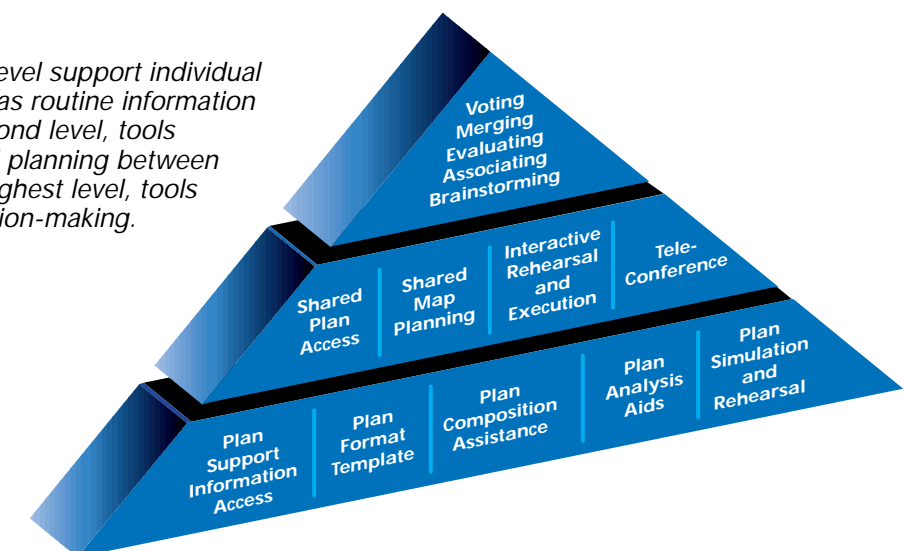 evel support individual
as routine information
ond level, tools
planning between
ghest level, tools
ion-making.
Voting
Merging
Evaluating
Associating
Brainstorming
Shared
Plan
Access
Shared
Map
Planning
Interactive
Rehearsal
and
Execution
Tele-
Conference
Plan
Support
Information
Access
Plan
Format
Template
Plan
Composition
Assistance
Plan
Analysis
Aids
Plan
Simulation
and
Rehearsal